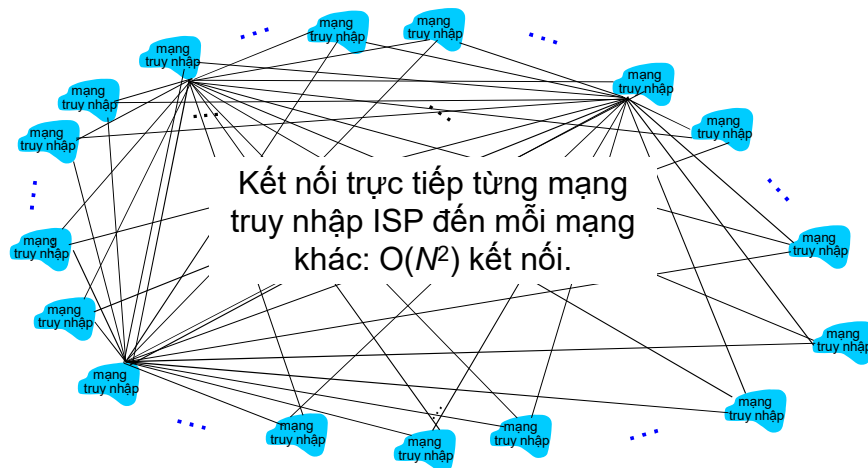 mạng
truy nhập
mạng
truy nhập
mạng
truy nhập
mạng
truy nhập
mạng
truy nhập
mạng
truy nhập
mạng
truy nhập
Kết nối trực tiếp từng mạng
truy nhập ISP đến mỗi mạng
khác: O(N²) kết nối.
mạng
truy nhập
mạng
truy nhập
mạng
truy nhập
mạng
truy nhập
mạng
truy nhập
mạng
truy nhập
mạng
truy nhập
mạng
truy nhập
mạng
truy nhập